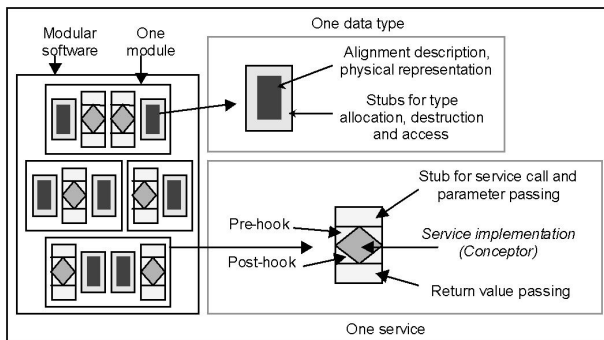 One data type
Modular
software
One
module
Alignment description,
physical representation
Stubs for type
allocation, destruction
and access
Stub for service call and
parameter passing
Pre-hook
Service implementation
(Conceptor)
Post-hook
Return value passing
One service